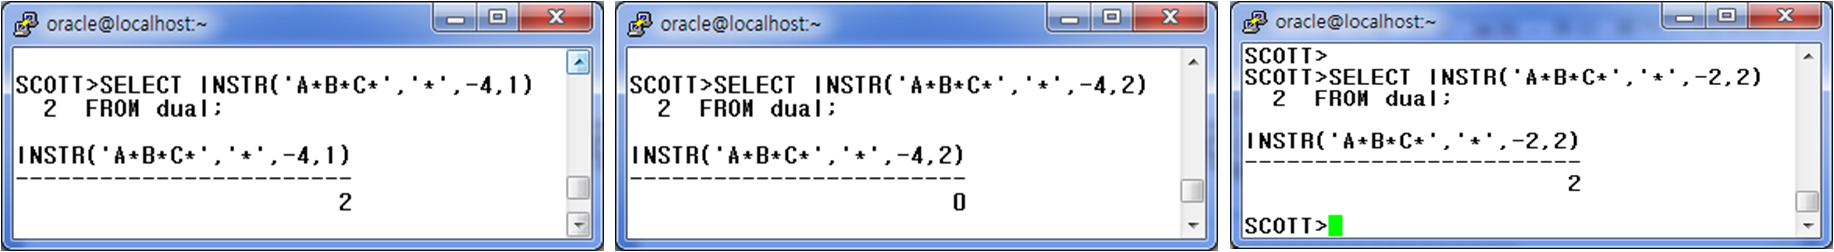 oracle@localhost:~
SCOTT>SELECT INSTR('A*B*C*','*',-4,1)
  2  FROM dual;
INSTR('A*B*C*','*',-4,1)
------------------------
                       2
oracle@localhost:~
SCOTT>SELECT INSTR('A*B*C*','*',-4,2)
  2  FROM dual;
INSTR('A*B*C*','*',-4,2)
------------------------
                       0
oracle@localhost:~
SCOTT>
SCOTT>SELECT INSTR('A*B*C*','*',-2,2)
  2  FROM dual;
INSTR('A*B*C*','*',-2,2)
------------------------
                       2
SCOTT>